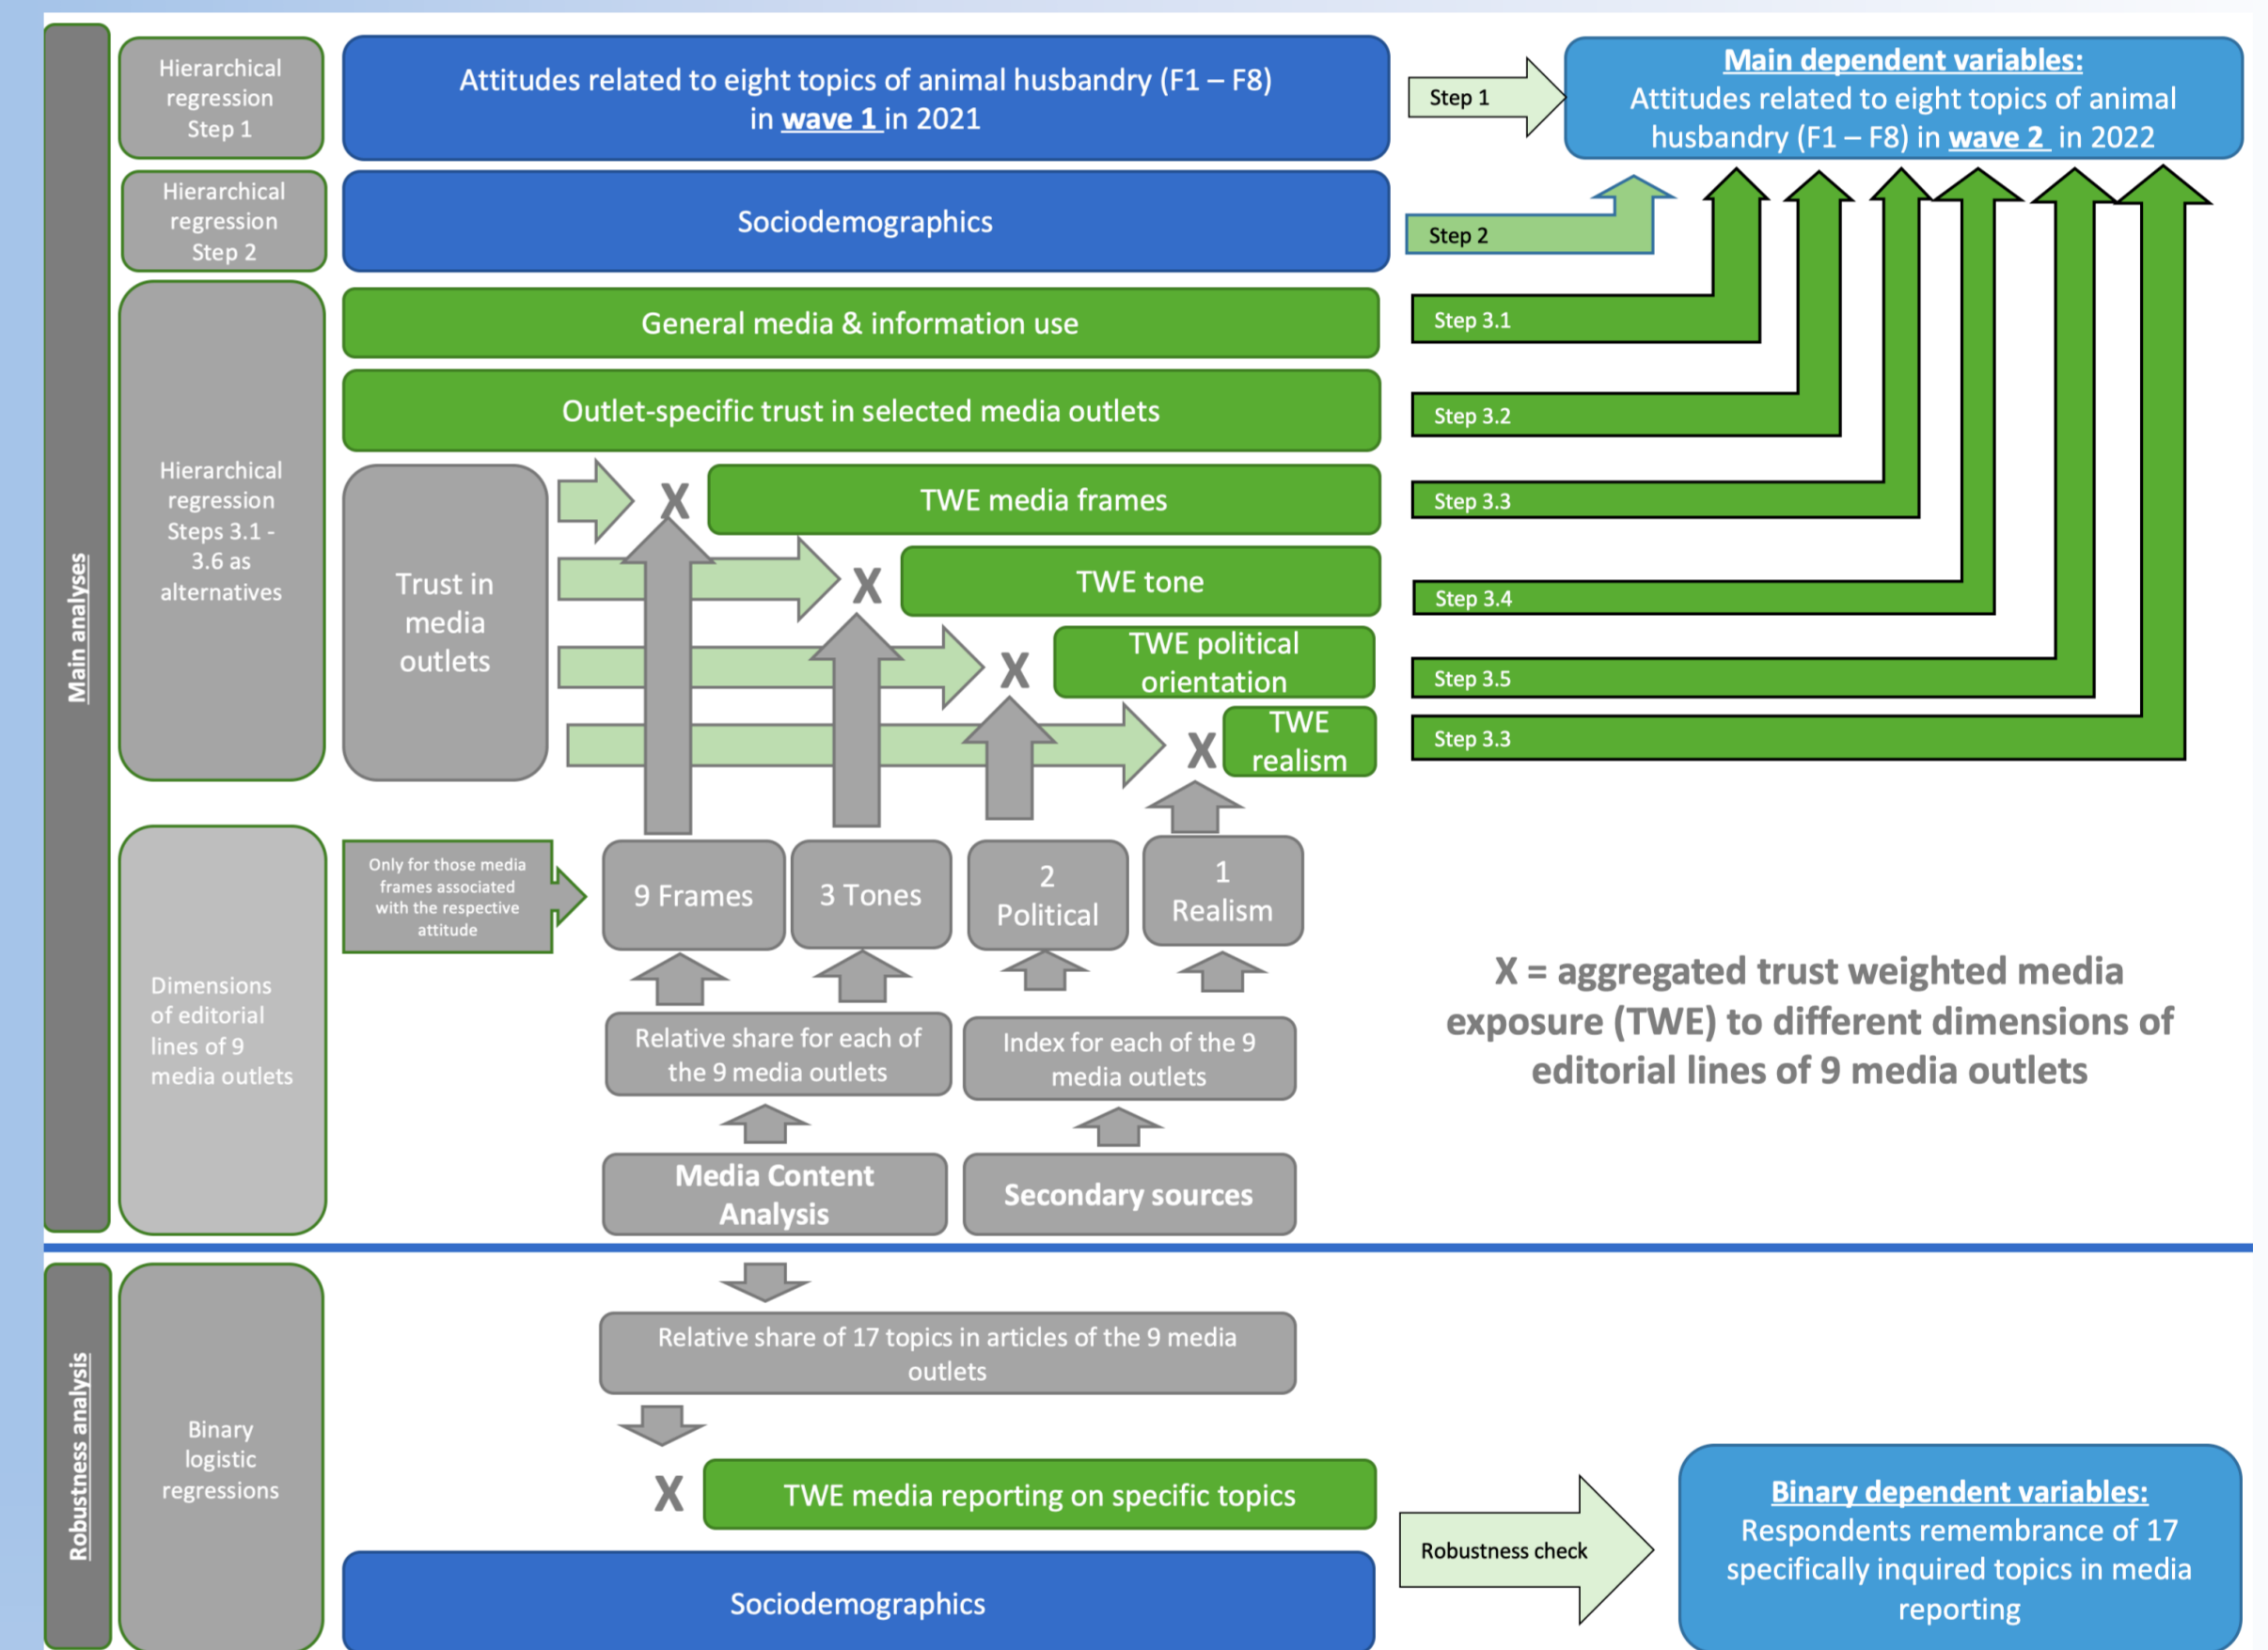 Main analyses
Hierarchical
regression
Step 1
Attitudes related to eight topics of animal husbandry (F1 – F8)
in wave 1 in 2021
Step 1
Main dependent variables:
Attitudes related to eight topics of animal
husbandry (F1 – F8) in wave 2 in 2022
Hierarchical
regression
Step 2
Sociodemographics
Step 2
Hierarchical
regression
Steps 3.1 -
3.6 as
alternatives
General media & information use
Step 3.1
Outlet-specific trust in selected media outlets
Step 3.2
Trust in
media
outlets
X
TWE media frames
Step 3.3
X
TWE tone
Step 3.4
X
TWE political
orientation
Step 3.5
X
TWE
realism
Step 3.3
Dimensions
of editorial
lines of 9
media outlets
Only for those media
frames associated
with the respective
attitude
9 Frames
3 Tones
2
Political
1
Realism
Relative share for each of
the 9 media outlets
Index for each of the 9
media outlets
Media Content
Analysis
Secondary sources
X = aggregated trust weighted media
exposure (TWE) to different dimensions of
editorial lines of 9 media outlets
Robustness analysis
Binary
logistic
regressions
Relative share of 17 topics in articles of the 9 media
outlets
X
TWE media reporting on specific topics
Sociodemographics
Robustness check
Binary dependent variables:
Respondents remembrance of 17
specifically inquired topics in media
reporting